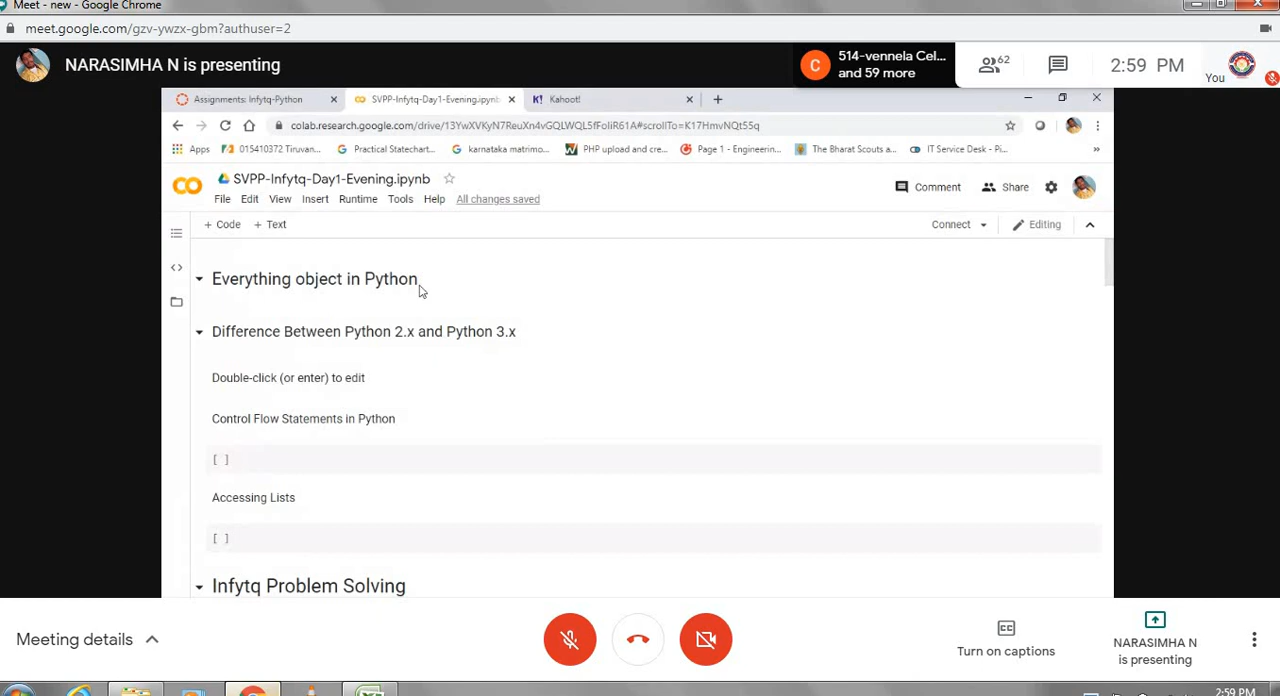 Meet - new - Google Chrome
meet.google.com/gzv-ywzx-gbm?authuser=2
NARASIMHA N is presenting
C
514-vennela Cel...
and 59 more
62
2:59 PM
You
Assignments: Infytq-Python
SVPP-Infytq-Day1-Evening.ipynb
K! Kahoot!
colab.research.google.com/drive/13YwXVKyN7ReuXn4vGQLWQL5fFoIiR61A#scrollTo=K17HmvNQt55q
Apps
015410372 Tiruvan...
Practical Statechart...
karnataka matrimo...
PHP upload and cre...
Page 1 - Engineerin...
The Bharat Scouts a...
IT Service Desk - Pi...
»
SVPP-Infytq-Day1-Evening.ipynb
Comment
Share
File Edit View Insert Runtime Tools Help All changes saved
+ Code + Text
Connect
Editing
Everything object in Python
Difference Between Python 2.x and Python 3.x
Double-click (or enter) to edit
Control Flow Statements in Python
[ ]
Accessing Lists
[ ]
Infytq Problem Solving
Meeting details
Turn on captions
NARASIMHA N
is presenting
2:59 PM